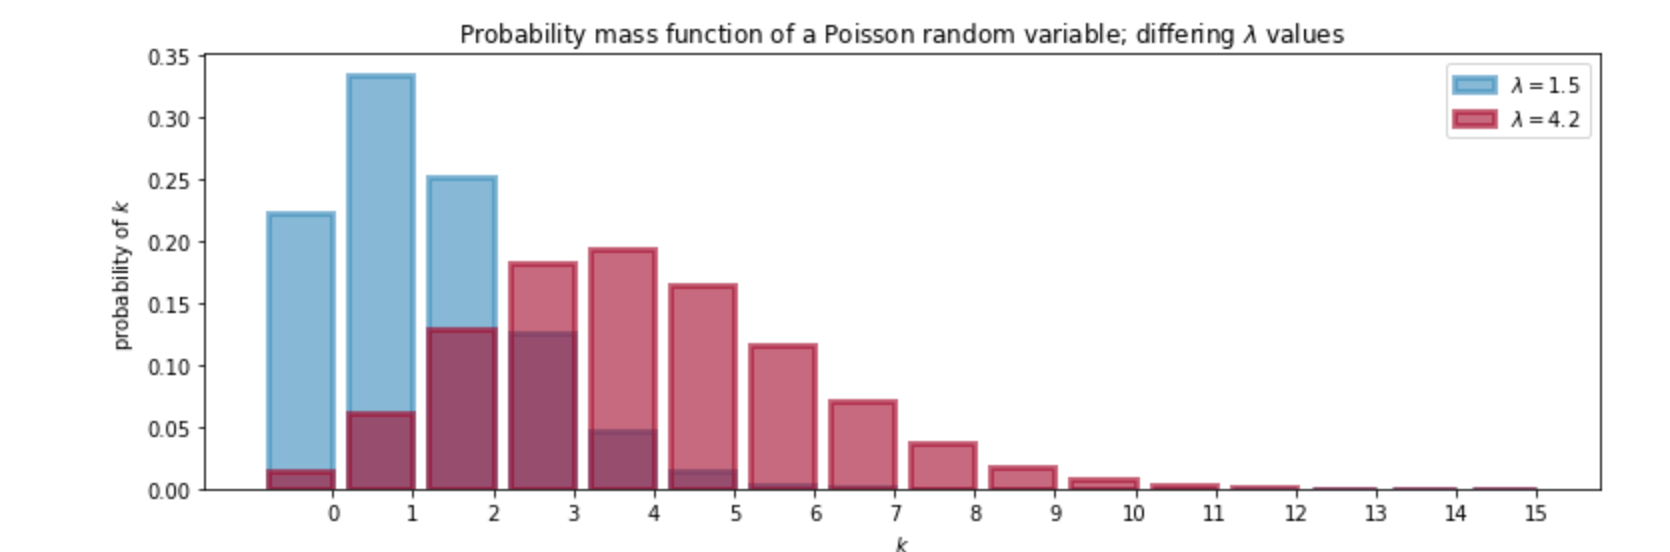 Probability mass function of a Poisson random variable; differing λ values
0.35
0.30
0.25
0.20
0.15
0.10
0.05
0.00
probability of k
λ = 1.5
λ = 4.2
0 1 2 3 4 5 6 7 8 9 10 11 12 13 14 15
k